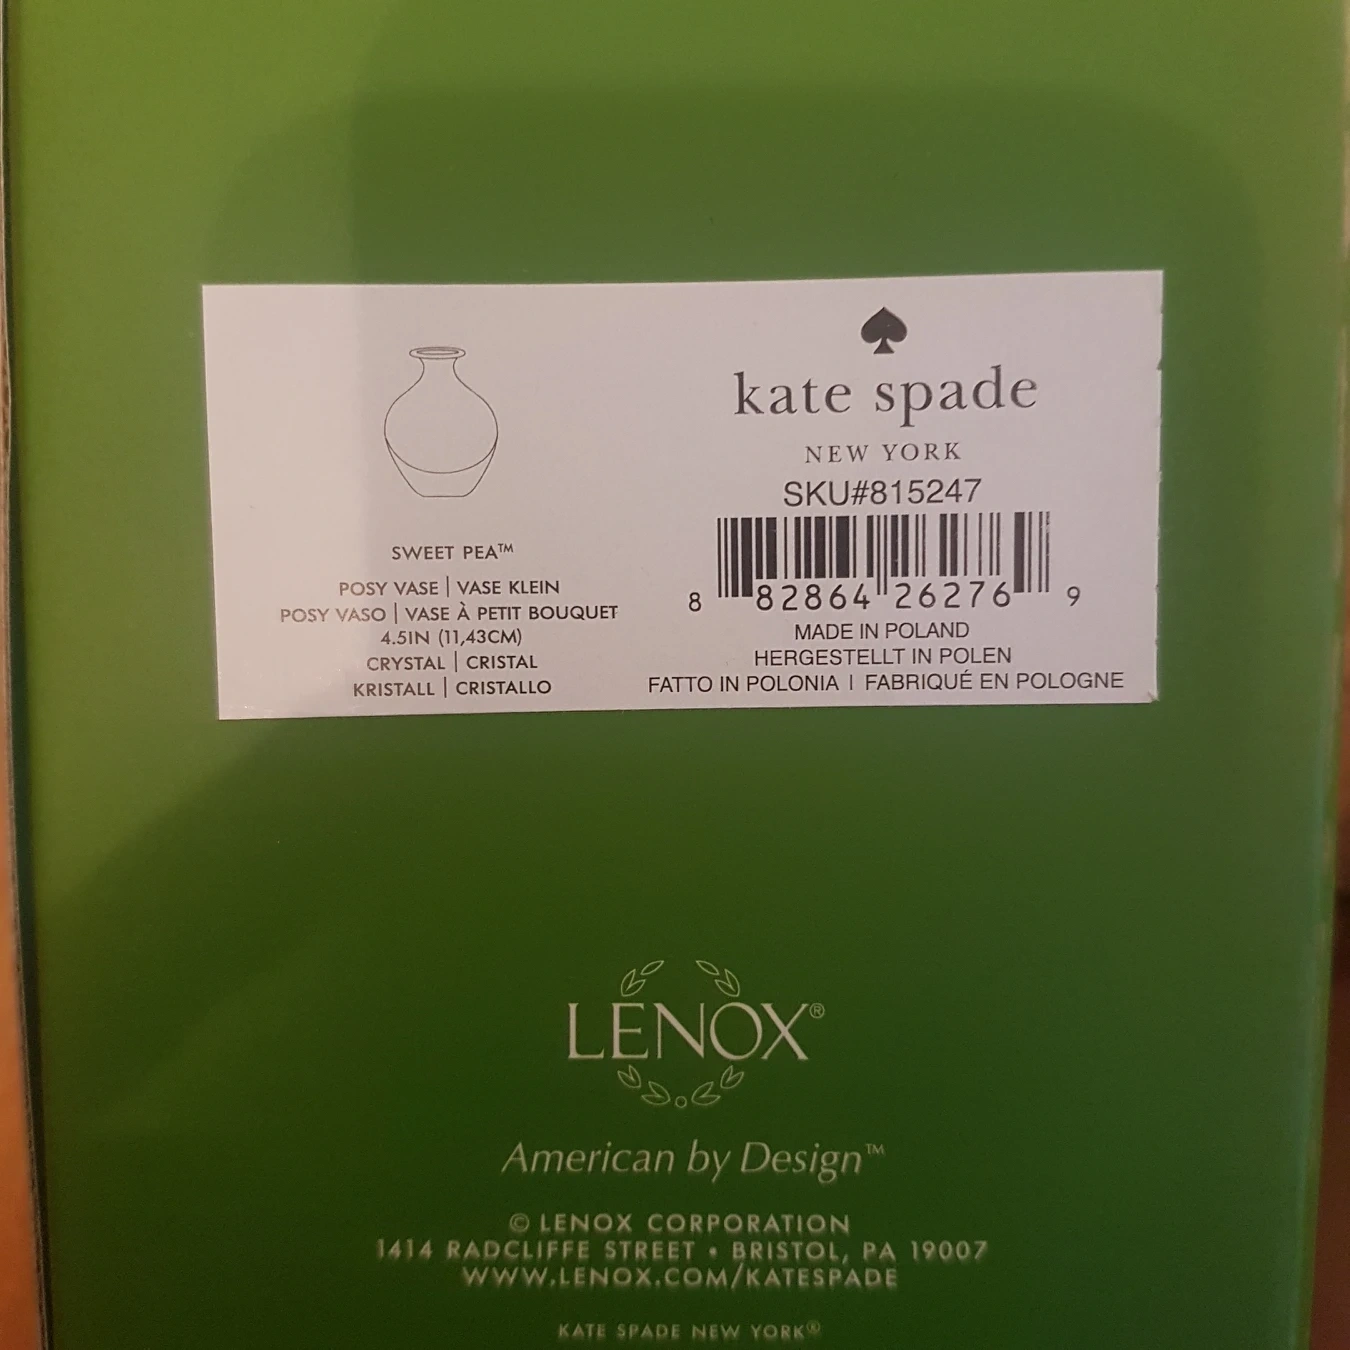 SWEET PEA™
POSY VASE | VASE KLEIN
POSY VASO | VASE À PETIT BOUQUET
4.5IN (11,43CM)
CRYSTAL | CRISTAL
KRISTALL | CRISTALLO
kate spade
NEW YORK
SKU#815247
8 82864 26276 9
MADE IN POLAND
HERGESTELLT IN POLEN
FATTO IN POLONIA | FABRIQUÉ EN POLOGNE
LENOX®
American by Design™
© LENOX CORPORATION
1414 RADCLIFFE STREET • BRISTOL, PA 19007
WWW.LENOX.COM/KATESPADE
KATE SPADE NEW YORK®